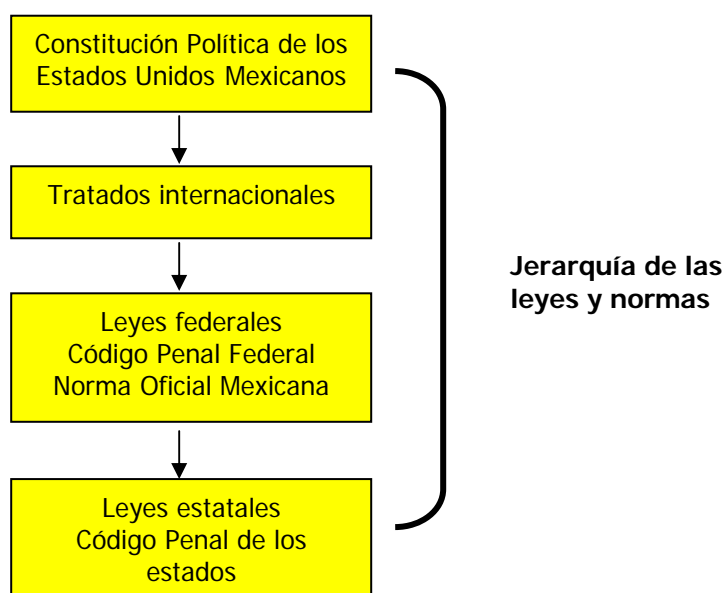 Constitución Política de los
Estados Unidos Mexicanos
Tratados internacionales
Jerarquía de las
leyes y normas
Leyes federales
Código Penal Federal
Norma Oficial Mexicana
Leyes estatales
Código Penal de los
estados